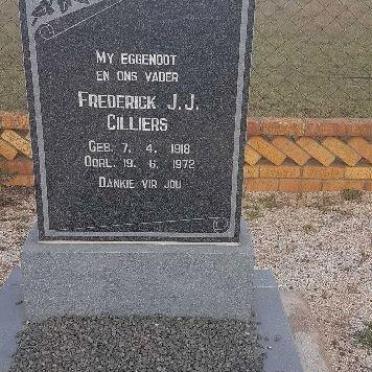 MY EGGENOOT
EN ONS VADER
FREDERICK J.J.
CILLIERS
GEB. 7. 4. 1918
OORL. 19. 6. 1972
DANKIE VIR JOU